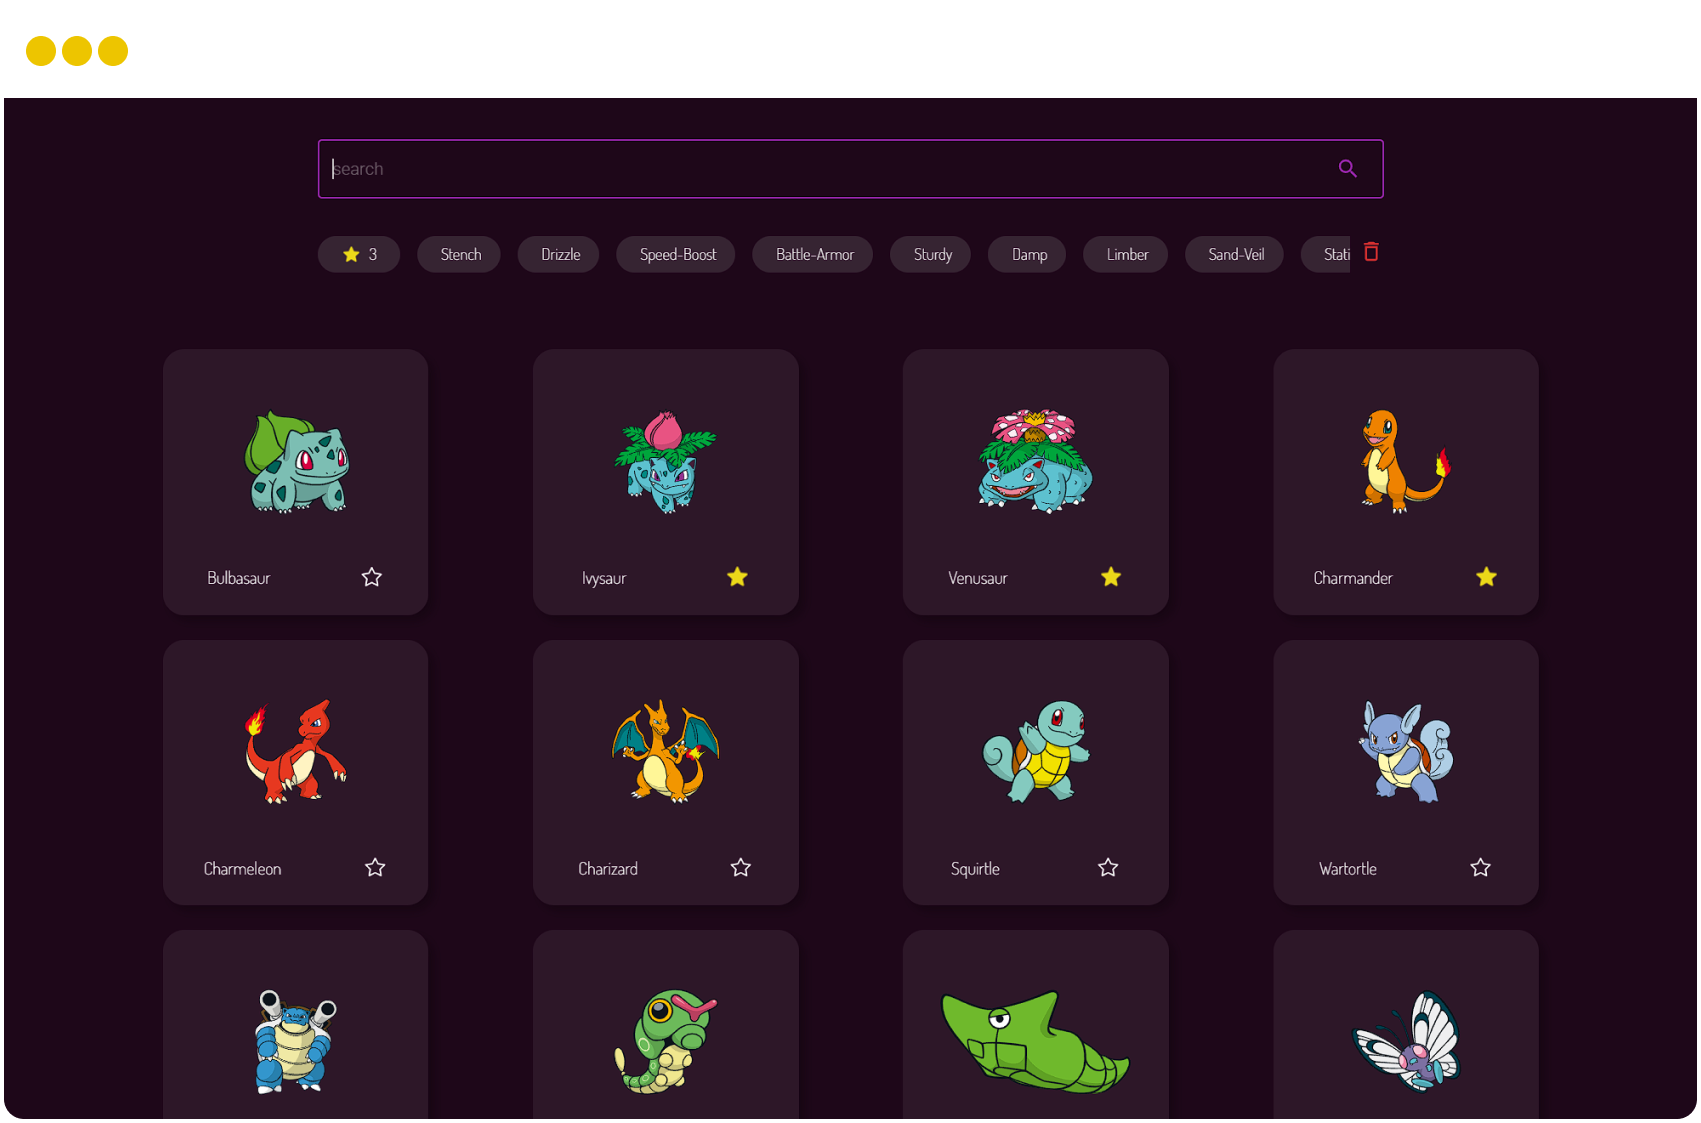 search
3 Stench Drizzle Speed-Boost Battle-Armor Sturdy Damp Limber Sand-Veil Stati
Bulbasaur Ivysaur Venusaur Charmander
Charmeleon Charizard Squirtle Wartortle